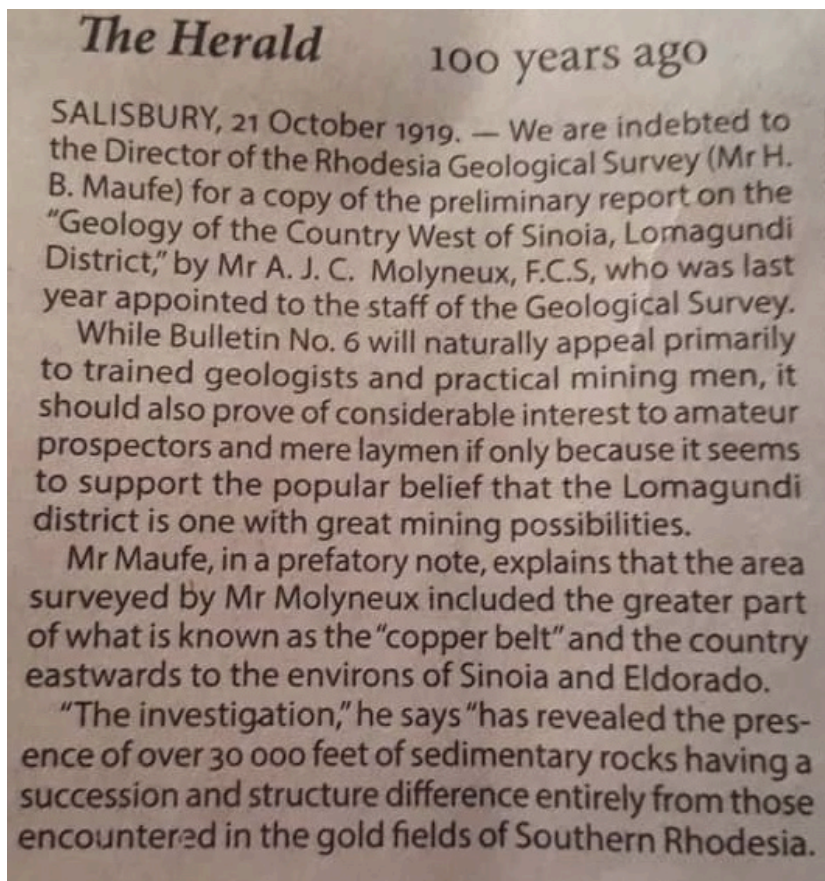 The Herald 100 years ago
SALISBURY, 21 October 1919. — We are indebted to
the Director of the Rhodesia Geological Survey (Mr H.
B. Maufe) for a copy of the preliminary report on the
"Geology of the Country West of Sinoia, Lomagundi
District," by Mr A. J. C. Molyneux, F.C.S, who was last
year appointed to the staff of the Geological Survey.
While Bulletin No. 6 will naturally appeal primarily
to trained geologists and practical mining men, it
should also prove of considerable interest to amateur
prospectors and mere laymen if only because it seems
to support the popular belief that the Lomagundi
district is one with great mining possibilities.
Mr Maufe, in a prefatory note, explains that the area
surveyed by Mr Molyneux included the greater part
of what is known as the "copper belt" and the country
eastwards to the environs of Sinoia and Eldorado.
"The investigation," he says "has revealed the pres-
ence of over 30 000 feet of sedimentary rocks having a
succession and structure difference entirely from those
encountered in the gold fields of Southern Rhodesia.